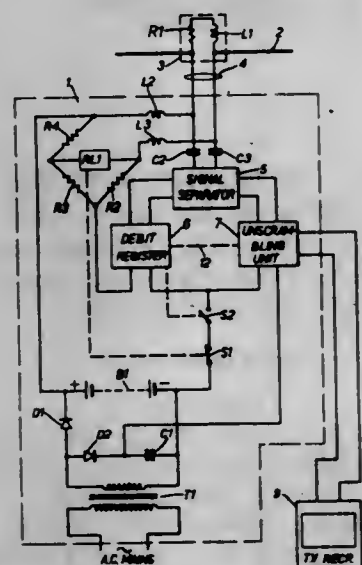 R1
L1
2
3
4
1
L2
R4
L3
RL1
C2
C3
R3
R2
SIGNAL
SEPARATOR
5
6
7
DEBIT
REGISTER
12
UNSCRAM-
BLING
UNIT
S2
S1
+
B1
-
D1
D2
C1
T1
9
A.C. MAINS
TV RECR.